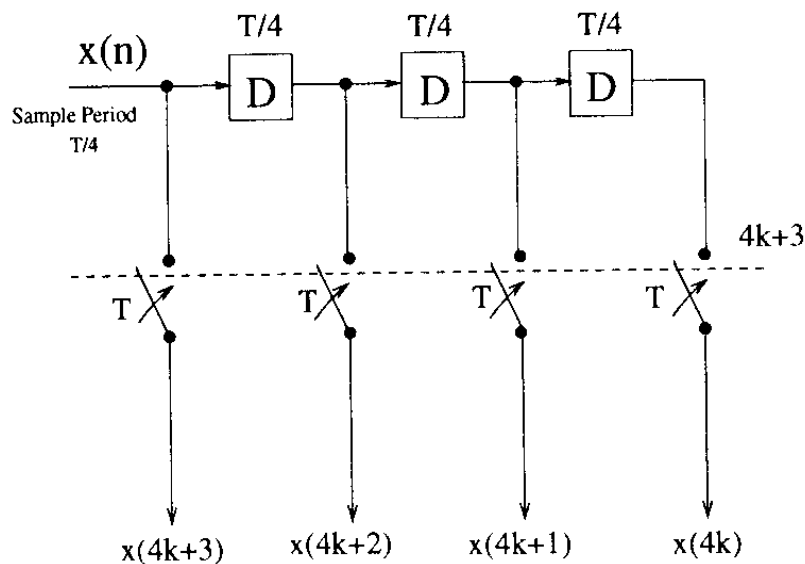 T/4
T/4
T/4
x(n)
D
D
D
Sample Period
T/4
4k+3
T
T
T
T
x(4k+3)
x(4k+2)
x(4k+1)
x(4k)